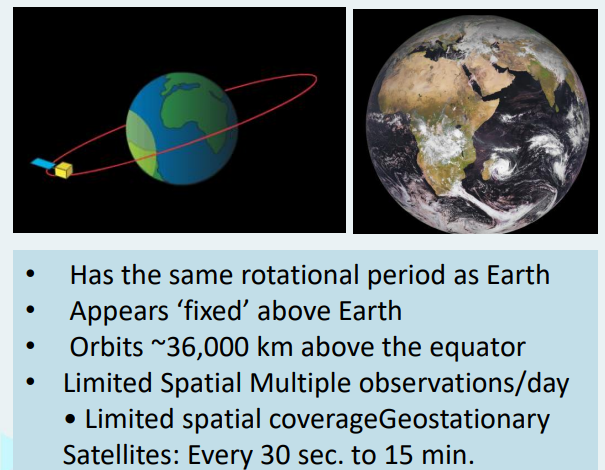 • Has the same rotational period as Earth
• Appears ‘fixed’ above Earth
• Orbits ~36,000 km above the equator
• Limited Spatial Multiple observations/day
• Limited spatial coverageGeostationary
Satellites: Every 30 sec. to 15 min.